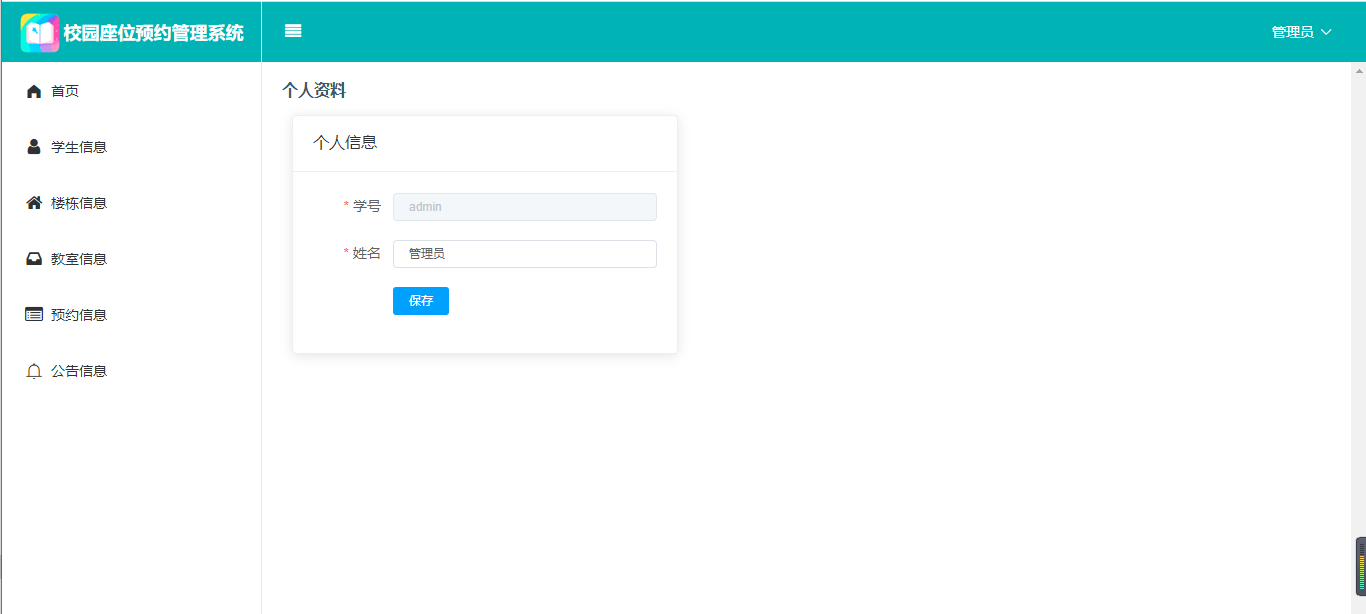 校园座位预约管理系统
管理员
首页
学生信息
楼栋信息
教室信息
预约信息
公告信息
个人资料
个人信息
* 学号 admin
* 姓名 管理员
保存